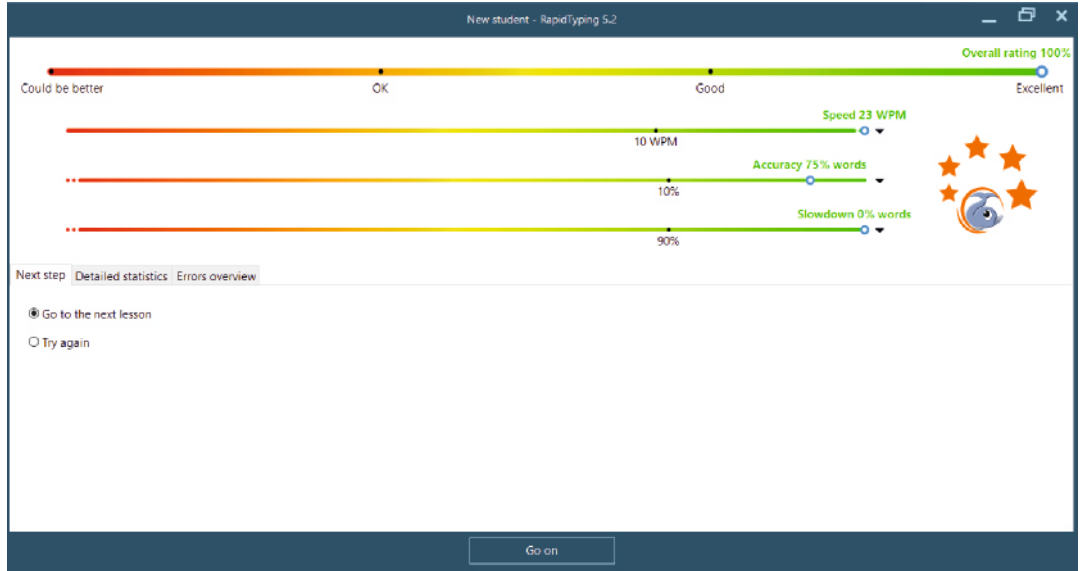 New student - RapidTyping 5.2
Overall rating 100%
Could be better OK Good Excellent
Speed 23 WPM
10 WPM
Accuracy 75% words
10%
Slowdown 0% words
90%
Next step Detailed statistics Errors overview
Go to the next lesson
Try again
Go on